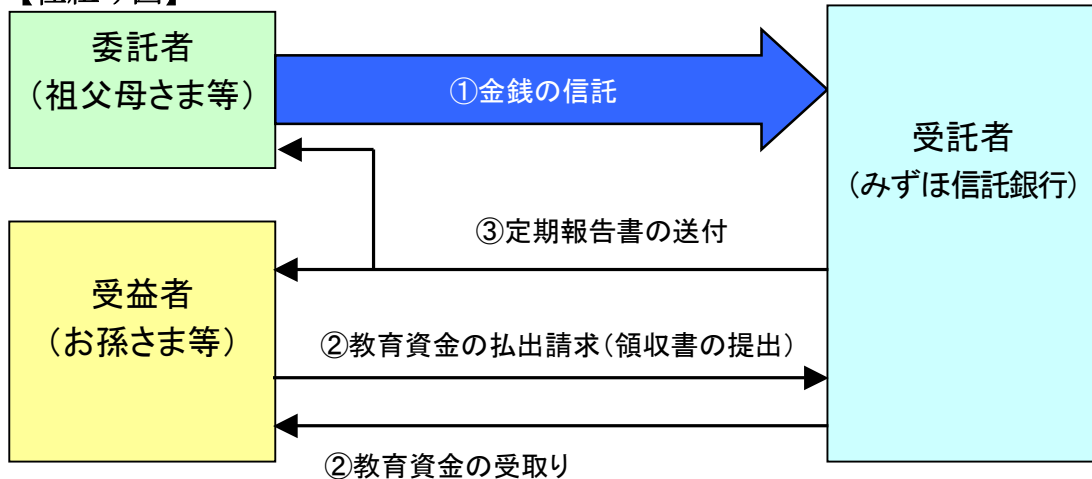 委託者
（祖父母さま等）
①金銭の信託
受託者
（みずほ信託銀行）
③定期報告書の送付
受益者
（お孫さま等）
②教育資金の払出請求（領収書の提出）
②教育資金の受取り